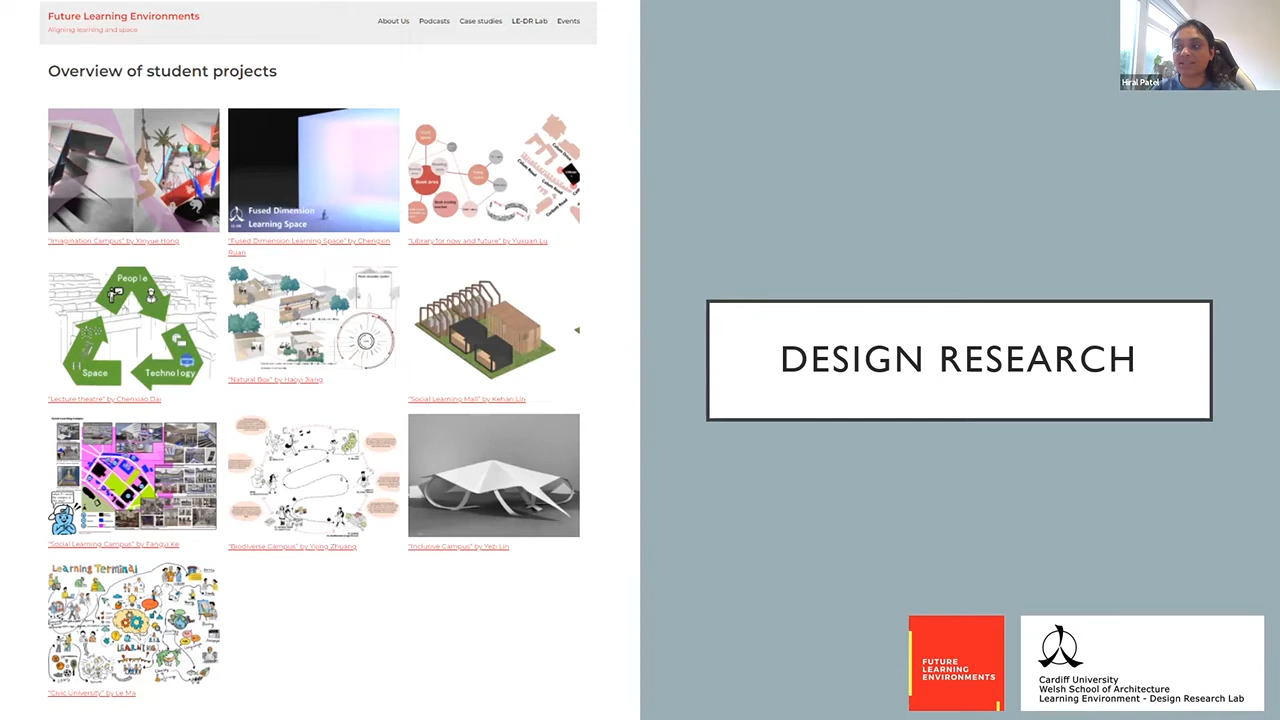 Future Learning Environments
Aligning learning and space
About Us Podcasts Case studies LE-DR Lab Events
Overview of student projects
Fused Dimension
Learning Space
Book area
"Imagination Campus" by Xinyue Hong
"Fused Dimension Learning Space" by Chengxin
Ruan
"Library for now and future" by Yuxuan Lu
People
Space
Technology
"Lecture theatre" by Chenxiao Dai
"Natural Box" by Haoyi Jiang
"Social Learning Mall" by Kehan Lin
"Social Learning Campus" by Fangyi Ke
"Biodiverse Campus" by Yijing Zhuang
"Inclusive Campus" by Yezi Lin
Learning Terminal
LEARNING
"Civic University" by Le Ma
Hiral Patel
DESIGN RESEARCH
FUTURE
LEARNING
ENVIRONMENTS
Cardiff University
Welsh School of Architecture
Learning Environment - Design Research Lab